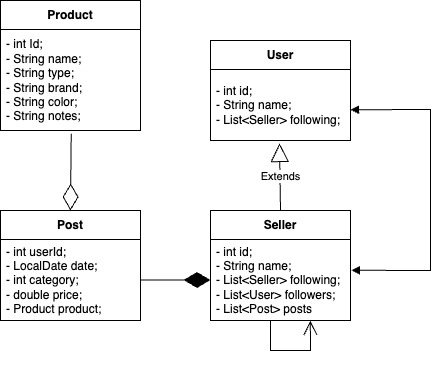 Product
- int Id;
- String name;
- String type;
- String brand;
- String color;
- String notes;
User
- int id;
- String name;
- List<Seller> following;
Extends
Post
- int userId;
- LocalDate date;
- int category;
- double price;
- Product product;
Seller
- int id;
- String name;
- List<Seller> following;
- List<User> followers;
- List<Post> posts